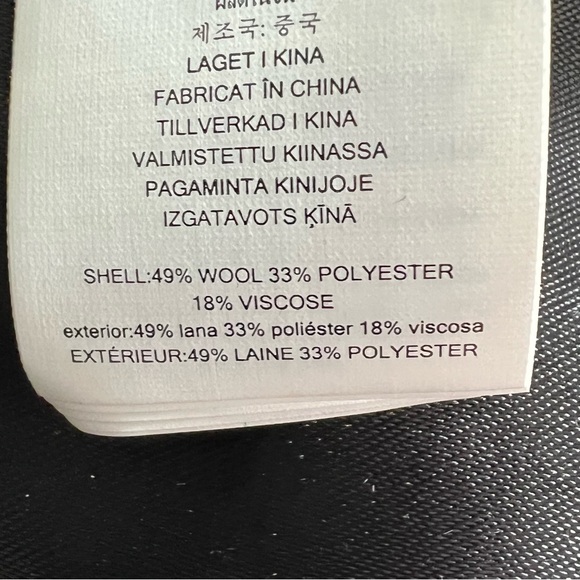 제조국: 중국
LAGET I KINA
FABRICAT ÎN CHINA
TILLVERKAD I KINA
VALMISTETTU KIINASSA
PAGAMINTA KINIJOJE
IZGATAVOTS ĶĪNĀ
SHELL:49% WOOL 33% POLYESTER
18% VISCOSE
exterior:49% lana 33% poliéster 18% viscosa
EXTÉRIEUR:49% LAINE 33% POLYESTER